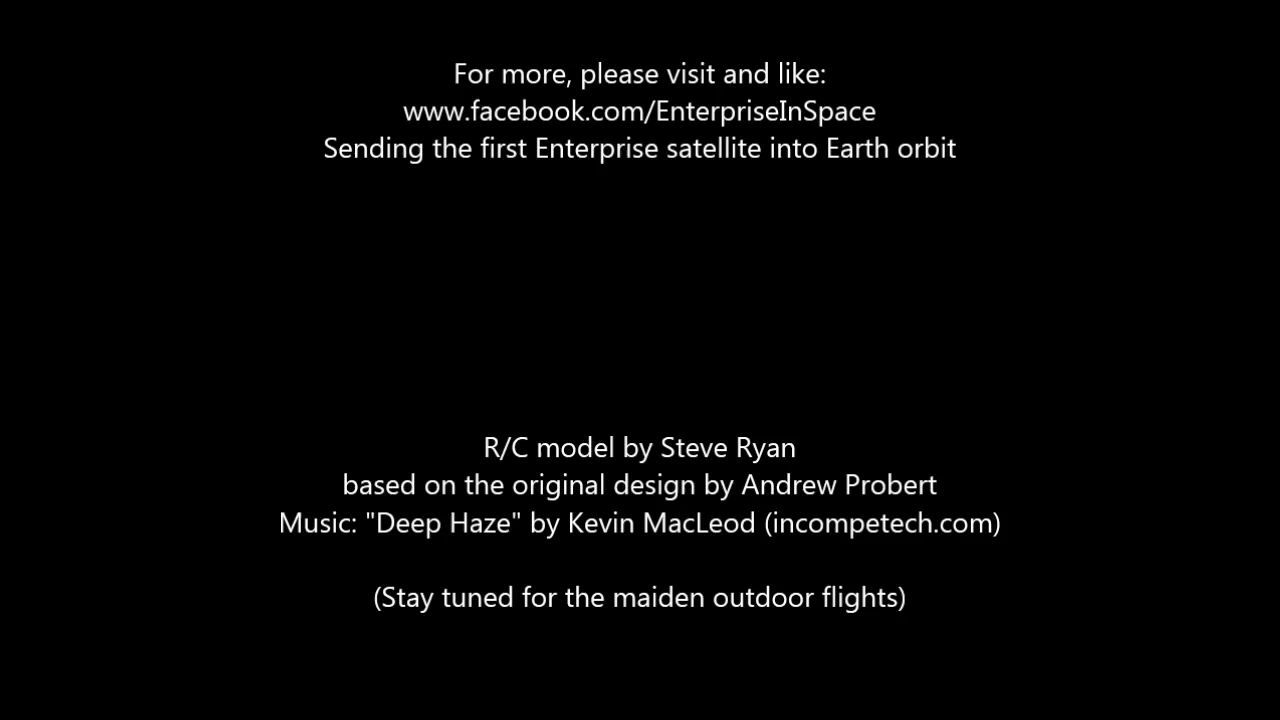 For more, please visit and like:
www.facebook.com/EnterpriseInSpace
Sending the first Enterprise satellite into Earth orbit
R/C model by Steve Ryan
based on the original design by Andrew Probert
Music: "Deep Haze" by Kevin MacLeod (incompetech.com)
(Stay tuned for the maiden outdoor flights)